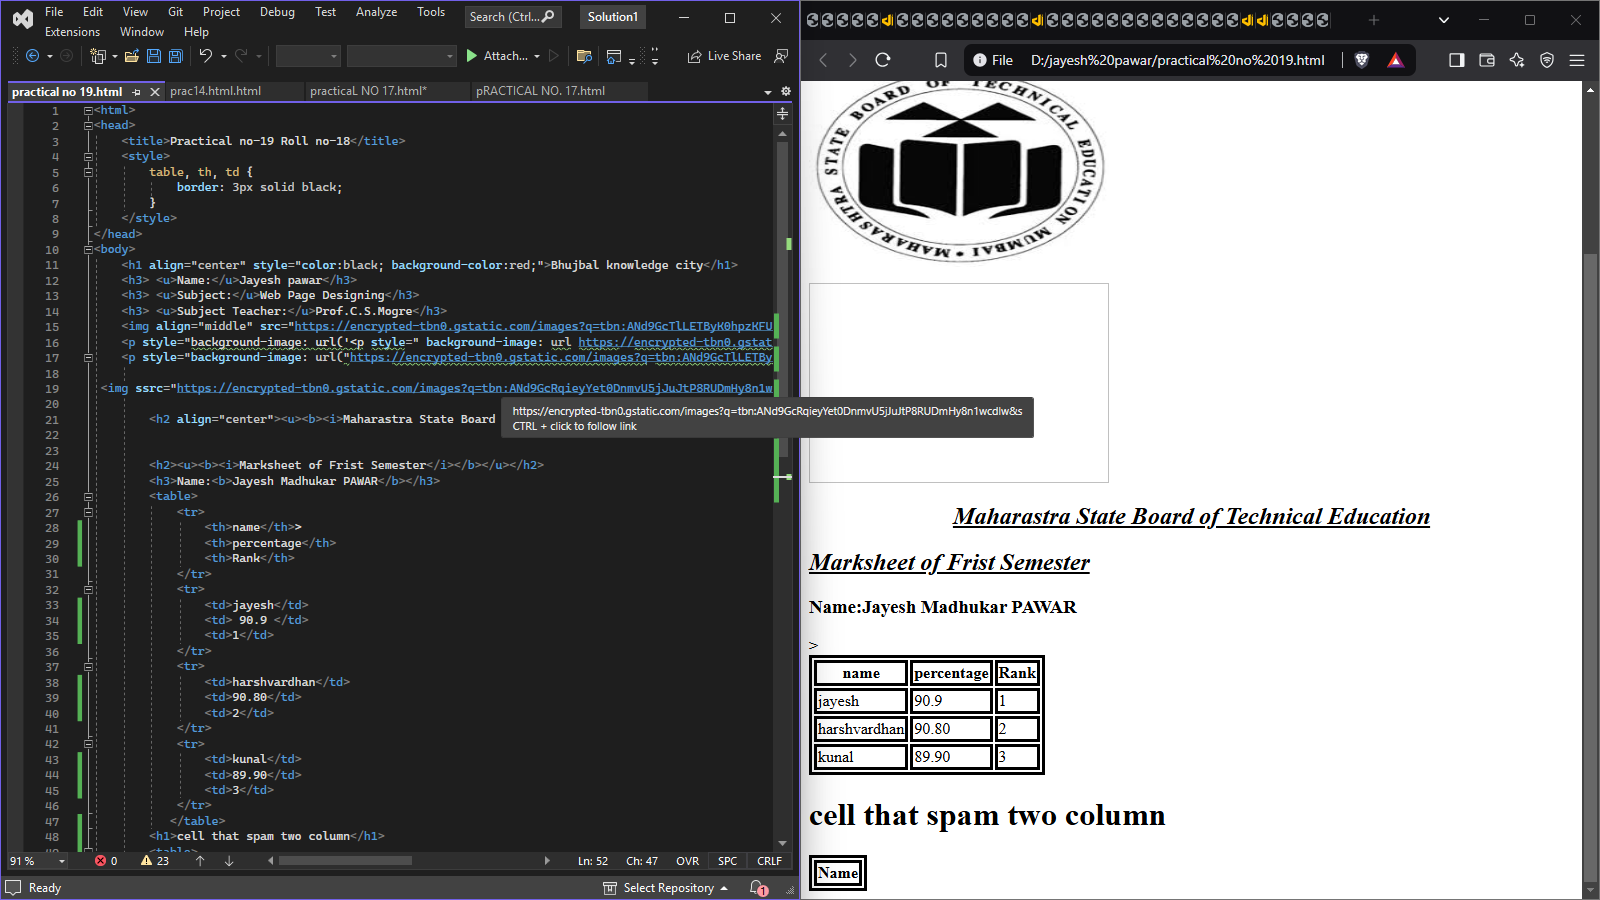 File Edit View Git Project Debug Test Analyze Tools Search (Ctrl... Solution1
Extensions Window Help
Attach... Live Share
practical no 19.html prac14.html.html practicaL NO 17.html* pRACTICAL NO. 17.html
1 <html>
2 <head>
3 <title>Practical no-19 Roll no-18</title>
4 <style>
5 table, th, td {
6 border: 3px solid black;
7 }
8 </style>
9 </head>
10 <body>
11 <h1 align="center" style="color:black; background-color:red;">Bhujbal knowledge city</h1>
12 <h3> <u>Name:</u>Jayesh pawar</h3>
13 <h3> <u>Subject:</u>Web Page Designing</h3>
14 <h3> <u>Subject Teacher:</u>Prof.C.S.Mogre</h3>
15 <img align="middle" src="https://encrypted-tbn0.gstatic.com/images?q=tbn:ANd9GcTlLETByK0hpzKFU
16 <p style="background-image: url('<p style=" background-image: url https://encrypted-tbn0.gstat
17 <p style="background-image: url("https://encrypted-tbn0.gstatic.com/images?q=tbn:ANd9GcTlLETBy
18
19 <img ssrc="https://encrypted-tbn0.gstatic.com/images?q=tbn:ANd9GcRqieyYet0DnmvU5jJuJtP8RUDmHy8n1w
20
https://encrypted-tbn0.gstatic.com/images?q=tbn:ANd9GcRqieyYet0DnmvU5jJuJtP8RUDmHy8n1wcdlw&s
CTRL + click to follow link
21 <h2 align="center"><u><b><i>Maharastra State Board
22
23
24 <h2><u><b><i>Marksheet of Frist Semester</i></b></u></h2>
25 <h3>Name:<b>Jayesh Madhukar PAWAR</b></h3>
26 <table>
27 <tr>
28 <th>name</th>>
29 <th>percentage</th>
30 <th>Rank</th>
31 </tr>
32 <tr>
33 <td>jayesh</td>
34 <td> 90.9 </td>
35 <td>1</td>
36 </tr>
37 <tr>
38 <td>harshvardhan</td>
39 <td>90.80</td>
40 <td>2</td>
41 </tr>
42 <tr>
43 <td>kunal</td>
44 <td>89.90</td>
45 <td>3</td>
46 </tr>
47 </table>
48 <h1>cell that spam two column</h1>
91 % 0 23 Ln: 52 Ch: 47 OVR SPC CRLF
Ready Select Repository 1
File D:/jayesh%20pawar/practical%20no%2019.html
MAHARASHTRA STATE BOARD OF TECHNICAL EDUCATION MUMBAI
Maharastra State Board of Technical Education
Marksheet of Frist Semester
Name:Jayesh Madhukar PAWAR
>
name percentage Rank
jayesh 90.9 1
harshvardhan 90.80 2
kunal 89.90 3
cell that spam two column
Name